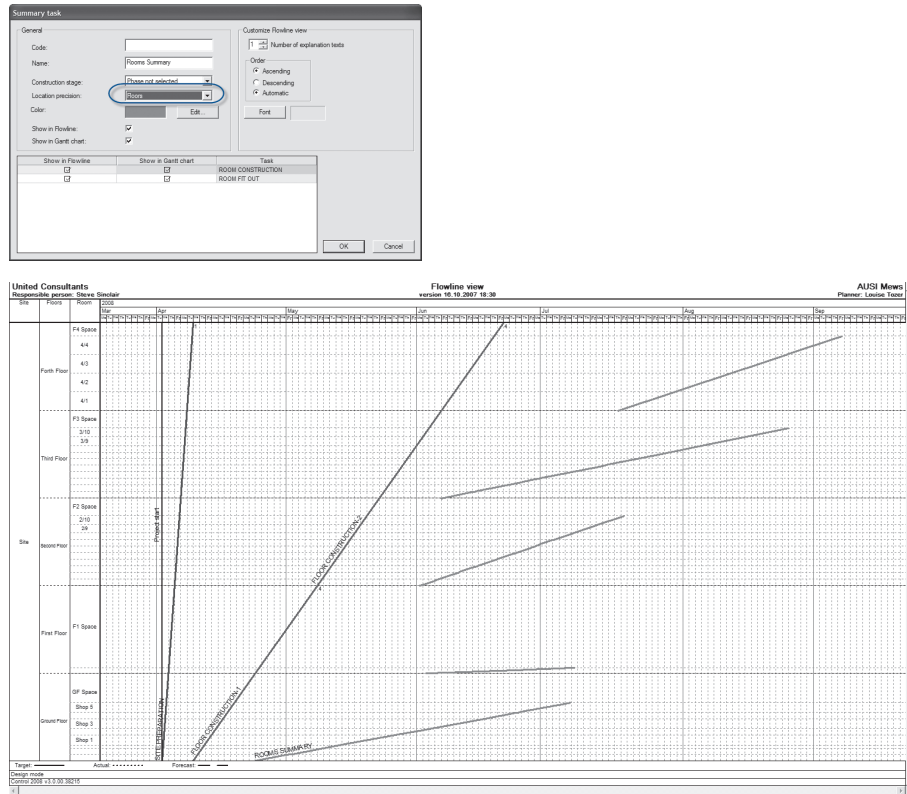 Summary task
General
Code:
Name: Rooms Summary
Construction stage: Phase not selected
Location precision: Floors
Color: Edit...
Show in Flowline:
Show in Gantt chart:
Customize Flowline view
1 Number of explanation texts
Order
Ascending
Descending
Automatic
Font
Show in Flowline Show in Gantt chart Task
ROOM CONSTRUCTION
ROOM FIT OUT
OK Cancel
United Consultants Flowline view AUSI Mews
Responsible person: Steve Sinclair version 16.10.2007 18:30 Planner: Louise Tozer
Site Floors Room 2008
Mar Apr May Jun Jul Aug Sep
1
4
F4 Space
4/4
4/3
Forth Floor
4/2
4/1
F3 Space
3/10
3/9
Third Floor
F2 Space
2/10
2/9
Site
Second Floor
Project start
FLOOR CONSTRUCTION-2
4
First Floor
F1 Space
GF Space
Shop 5
Ground Floor
Shop 3
Shop 1
SITE PREPARATION
FLOOR CONSTRUCTION-1
ROOMS SUMMARY
Target: Actual: Forecast:
Design mode
Control 2008 v3.0.00.38215